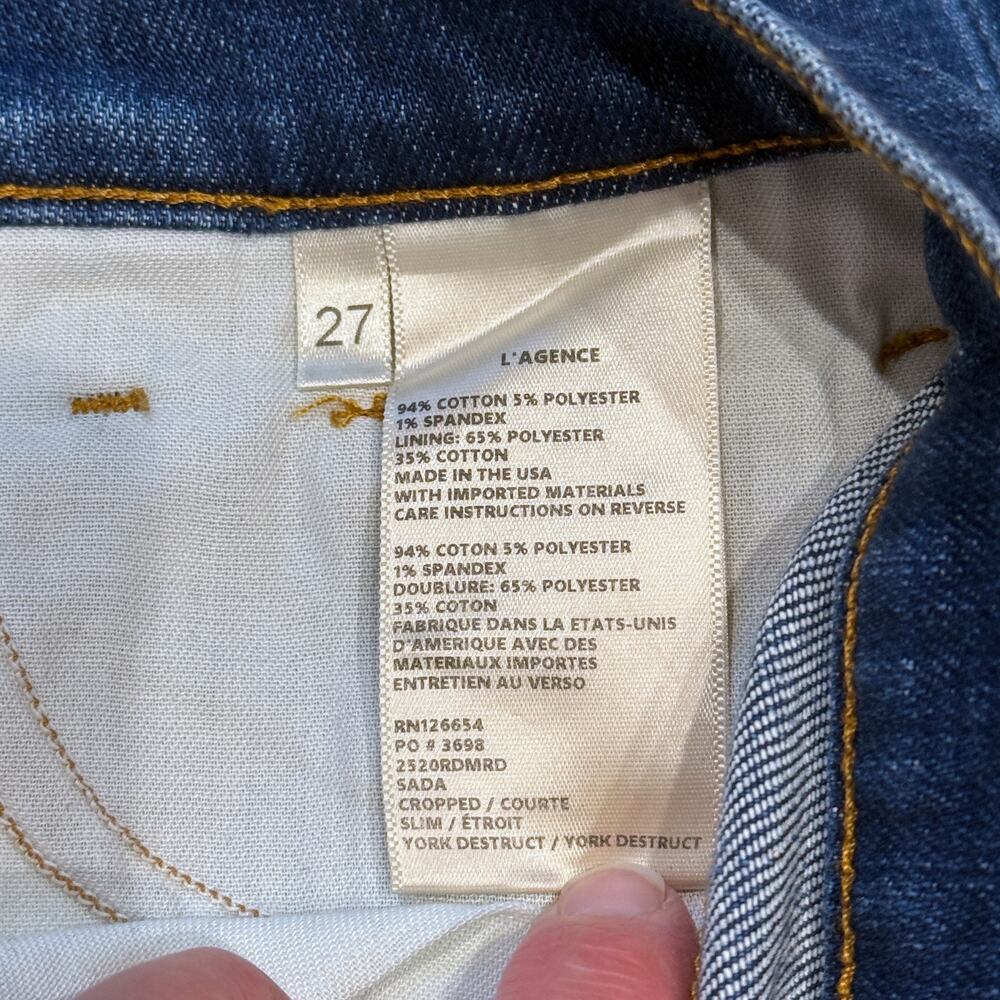 27
L'AGENCE
94% COTTON 5% POLYESTER
1% SPANDEX
LINING: 65% POLYESTER
35% COTTON
MADE IN THE USA
WITH IMPORTED MATERIALS
CARE INSTRUCTIONS ON REVERSE
94% COTON 5% POLYESTER
1% SPANDEX
DOUBLURE: 65% POLYESTER
35% COTON
FABRIQUE DANS LA ETATS-UNIS
D'AMERIQUE AVEC DES
MATERIAUX IMPORTES
ENTRETIEN AU VERSO
RN126654
PO # 3698
2520RDMRD
SADA
CROPPED / COURTE
SLIM / ÉTROIT
YORK DESTRUCT / YORK DESTRUCT